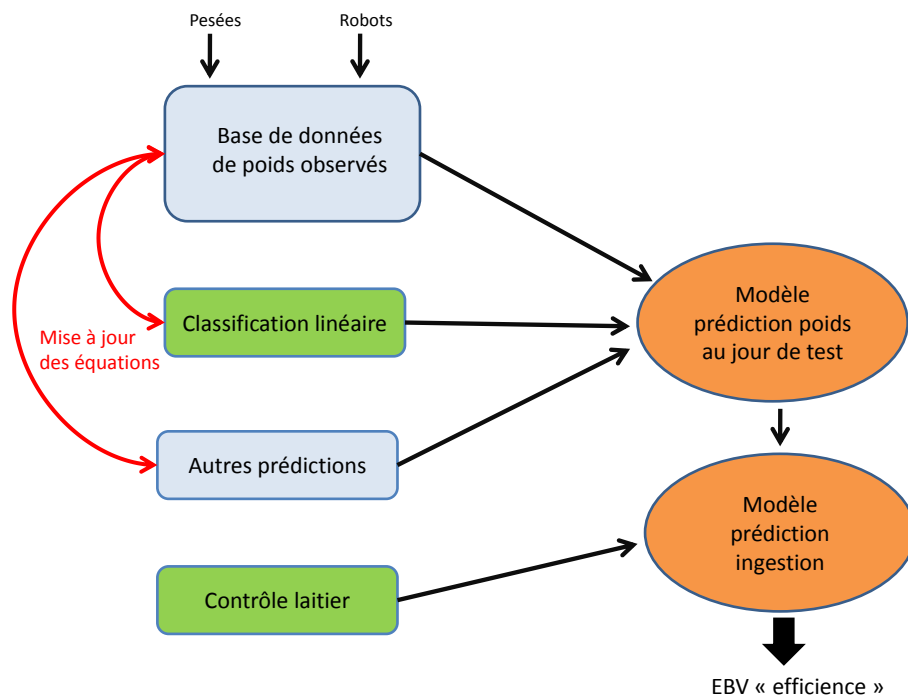 Pesées
Robots
Base de données
de poids observés
Classification linéaire
Mise à jour
des équations
Autres prédictions
Contrôle laitier
Modèle
prédiction poids
au jour de test
Modèle
prédiction
ingestion
EBV « efficience »